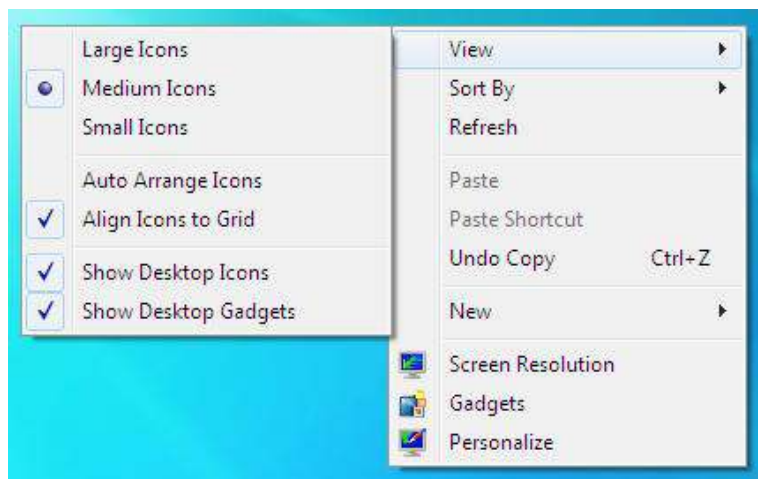 Large Icons
Medium Icons
Small Icons
Auto Arrange Icons
Align Icons to Grid
Show Desktop Icons
Show Desktop Gadgets
View
Sort By
Refresh
Paste
Paste Shortcut
Undo Copy Ctrl+Z
New
Screen Resolution
Gadgets
Personalize